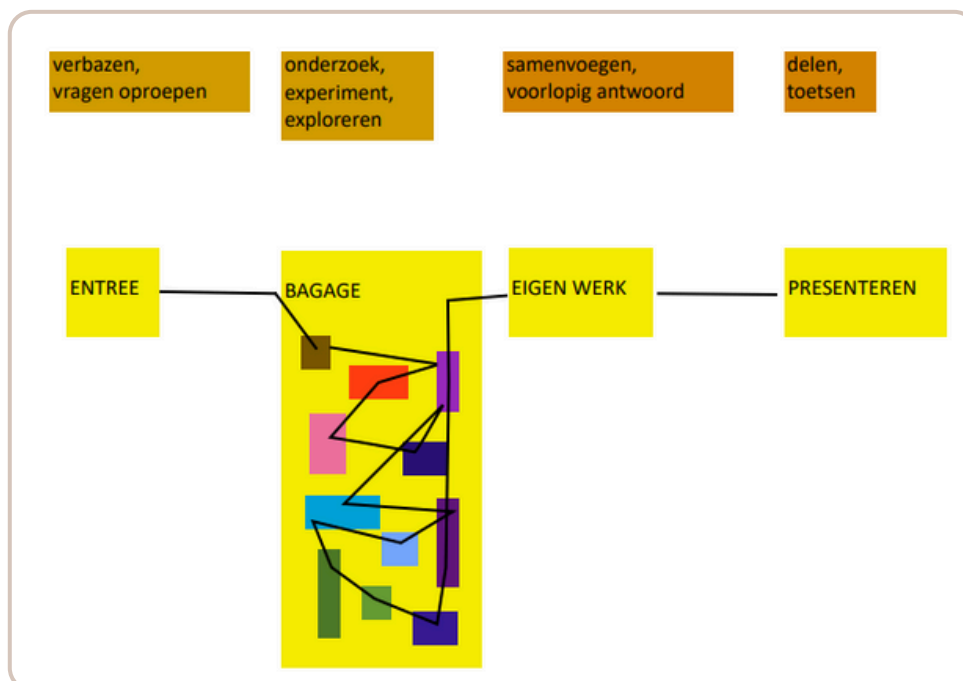 verbazen,
vragen oproepen
onderzoek,
experiment,
exploreren
samenvoegen,
voorlopig antwoord
delen,
toetsen
ENTREE
BAGAGE
EIGEN WERK
PRESENTEREN